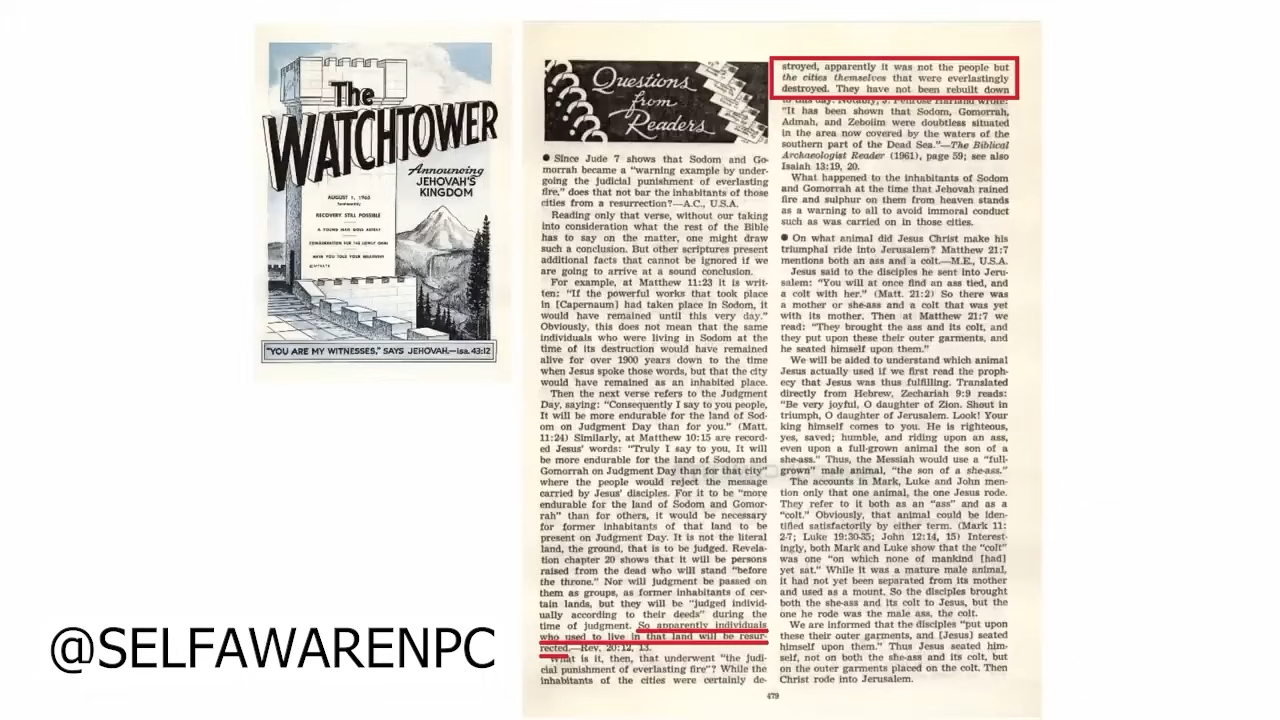 The
WATCHTOWER
Announcing
JEHOVAH'S
KINGDOM
AUGUST 1, 1965
Semimonthly
RECOVERY STILL POSSIBLE
A YOUNG MAN GOES ASTRAY
CONSIDERATION FOR THE LOWLY ONES
HAVE YOU TOLD YOUR
"YOU ARE MY WITNESSES," SAYS JEHOVAH.—Isa. 43:12
@SELFAWARENPC
Questions
from
Readers
● Since Jude 7 shows that Sodom and Go-
morrah became a "warning example by under-
going the judicial punishment of everlasting
fire," does that not bar the inhabitants of those
cities from a resurrection?—A.C., U.S.A.
Reading only that verse, without our taking
into consideration what the rest of the Bible
has to say on the matter, one might draw
such a conclusion. But other scriptures present
additional facts that cannot be ignored if we
are going to arrive at a sound conclusion.
For example, at Matthew 11:23 it is writ-
ten: "If the powerful works that took place
in [Capernaum] had taken place in Sodom, it
would have remained until this very day."
Obviously, this does not mean that the same
individuals who were living in Sodom at the
time of its destruction would have remained
alive for over 1900 years down to the time
when Jesus spoke those words, but that the city
would have remained as an inhabited place.
Then the next verse refers to the Judgment
Day, saying: "Consequently I say to you people,
It will be more endurable for the land of Sod-
om on Judgment Day than for you." (Matt.
11:24) Similarly, at Matthew 10:15 are record-
ed Jesus' words: "Truly I say to you, It will
be more endurable for the land of Sodom and
Gomorrah on Judgment Day than for that city"
where the people would reject the message
carried by Jesus' disciples. For it to be "more
endurable for the land of Sodom and Gomor-
rah" than for others, it would be necessary
for former inhabitants of that land to be
present on Judgment Day. It is not the literal
land, the ground, that is to be judged. Revela-
tion chapter 20 shows that it will be persons
raised from the dead who will stand "before
the throne." Nor will judgment be passed on
them as groups, as former inhabitants of cer-
tain lands, but they will be "judged individ-
ually according to their deeds" during the
time of judgment. So apparently individuals
who used to live in that land will be resur-
rected.—Rev. 20:12, 13.
What is it, then, that underwent "the judi-
cial punishment of everlasting fire"? While the
inhabitants of the cities were certainly de-
stroyed, apparently it was not the people but
the cities themselves that were everlastingly
destroyed. They have not been rebuilt down
to this day. Notably, J. Penrose Harland wrote:
"It has been shown that Sodom, Gomorrah,
Admah, and Zeboiim were doubtless situated
in the area now covered by the waters of the
southern part of the Dead Sea."—The Biblical
Archaeologist Reader (1961), page 59; see also
Isaiah 13:19, 20.
What happened to the inhabitants of Sodom
and Gomorrah at the time that Jehovah rained
fire and sulphur on them from heaven stands
as a warning to all to avoid immoral conduct
such as was carried on in those cities.
● On what animal did Jesus Christ make his
triumphal ride into Jerusalem? Matthew 21:7
mentions both an ass and a colt.—M.E., U.S.A.
Jesus said to the disciples he sent into Jeru-
salem: "You will at once find an ass tied, and
a colt with her." (Matt. 21:2) So there was
a mother or she-ass and a colt that was yet
with its mother. Then at Matthew 21:7 we
read: "They brought the ass and its colt, and
they put upon these their outer garments, and
he seated himself upon them."
We will be aided to understand which animal
Jesus actually used if we first read the proph-
ecy that Jesus was thus fulfilling. Translated
directly from Hebrew, Zechariah 9:9 reads:
"Be very joyful, O daughter of Zion. Shout in
triumph, O daughter of Jerusalem. Look! Your
king himself comes to you. He is righteous,
yes, saved; humble, and riding upon an ass,
even upon a full-grown animal the son of a
she-ass." Thus, the Messiah would use a "full-
grown" male animal, "the son of a she-ass."
The accounts in Mark, Luke and John men-
tion only that one animal, the one Jesus rode.
They refer to it both as an "ass" and as a
"colt." Obviously, that animal could be iden-
tified satisfactorily by either term. (Mark 11:
2-7; Luke 19:30-35; John 12:14, 15) Interest-
ingly, both Mark and Luke show that the "colt"
was one "on which none of mankind [had]
yet sat." While it was a mature male animal,
it had not yet been separated from its mother
and used as a mount. So the disciples brought
both the she-ass and its colt to Jesus, but the
one he rode was the male ass, the colt.
We are informed that the disciples "put upon
these their outer garments, and [Jesus] seated
himself upon them." Thus Jesus seated him-
self, not on both the she-ass and its colt, but
on the outer garments placed on the colt. Then
Christ rode into Jerusalem.
479